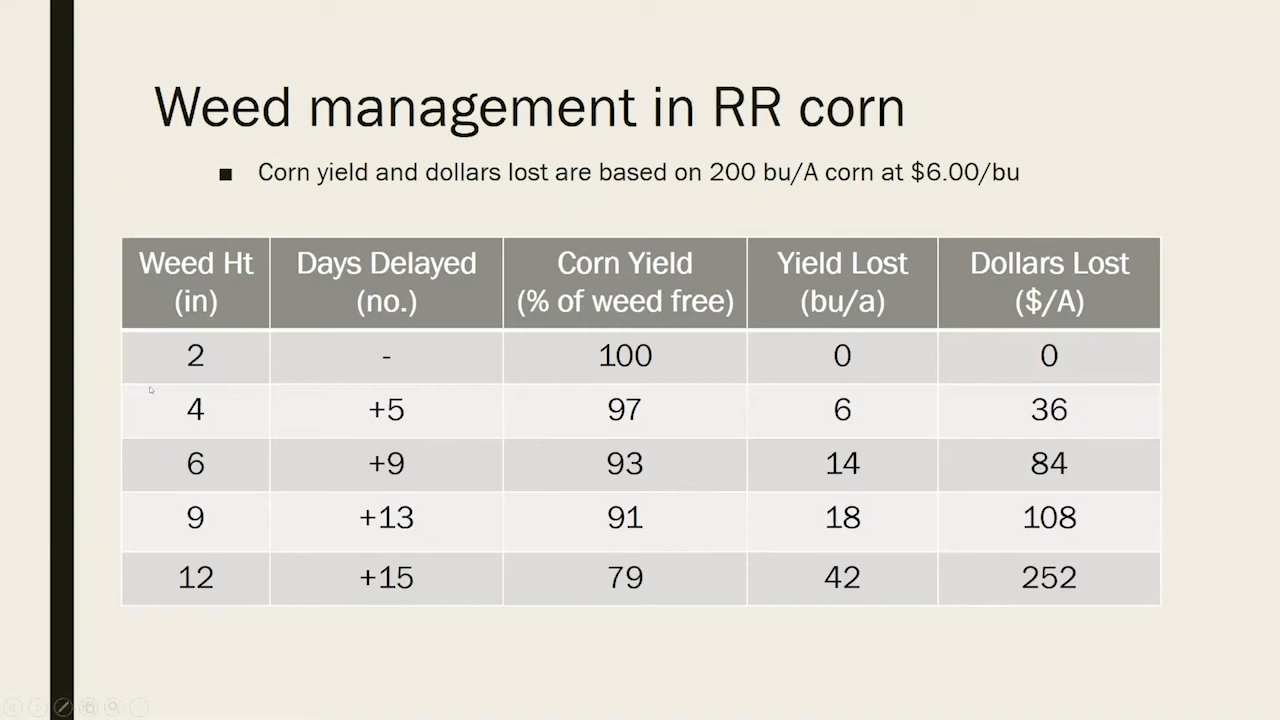 Weed management in RR corn
■ Corn yield and dollars lost are based on 200 bu/A corn at $6.00/bu
Weed Ht (in) Days Delayed (no.) Corn Yield (% of weed free) Yield Lost (bu/a) Dollars Lost ($/A)
2 - 100 0 0
4 +5 97 6 36
6 +9 93 14 84
9 +13 91 18 108
12 +15 79 42 252